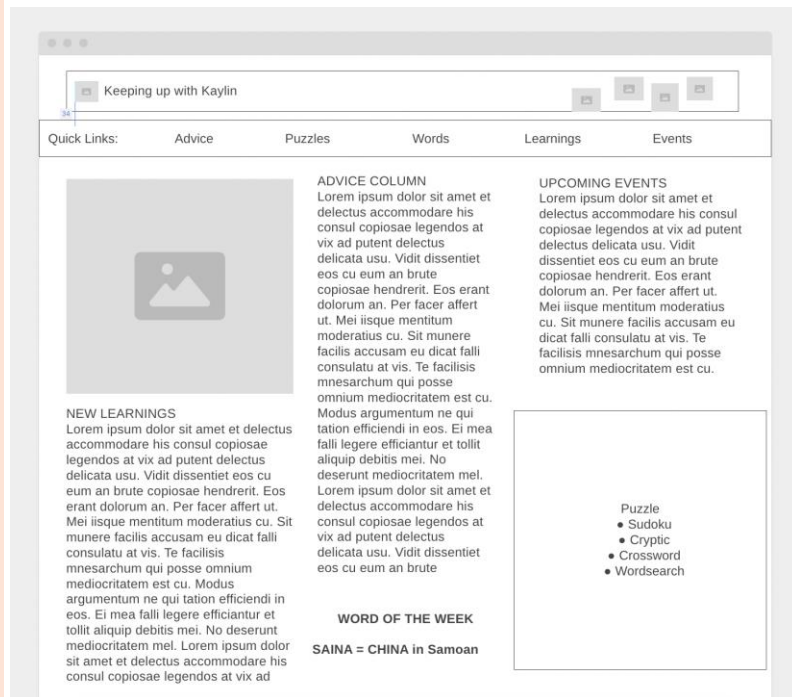 Keeping up with Kaylin
34
Quick Links: Advice Puzzles Words Learnings Events
NEW LEARNINGS
Lorem ipsum dolor sit amet et delectus
accommodare his consul copiosae
legendos at vix ad putent delectus
delicata usu. Vidit dissentiet eos cu
eum an brute copiosae hendrerit. Eos
erant dolorum an. Per facer affert ut.
Mei iisque mentitum moderatius cu. Sit
munere facilis accusam eu dicat falli
consulatu at vis. Te facilisis
mnesarchum qui posse omnium
mediocritatem est cu. Modus
argumentum ne qui tation efficiendi in
eos. Ei mea falli legere efficiantur et
tollit aliquip debitis mei. No deserunt
mediocritatem mel. Lorem ipsum dolor
sit amet et delectus accommodare his
consul copiosae legendos at vix ad
ADVICE COLUMN
Lorem ipsum dolor sit amet et
delectus accommodare his
consul copiosae legendos at
vix ad putent delectus
delicata usu. Vidit dissentiet
eos cu eum an brute
copiosae hendrerit. Eos erant
dolorum an. Per facer affert
ut. Mei iisque mentitum
moderatius cu. Sit munere
facilis accusam eu dicat falli
consulatu at vis. Te facilisis
mnesarchum qui posse
omnium mediocritatem est cu.
Modus argumentum ne qui
tation efficiendi in eos. Ei mea
falli legere efficiantur et tollit
aliquip debitis mei. No
deserunt mediocritatem mel.
Lorem ipsum dolor sit amet et
delectus accommodare his
consul copiosae legendos at
vix ad putent delectus
delicata usu. Vidit dissentiet
eos cu eum an brute
WORD OF THE WEEK
SAINA = CHINA in Samoan
UPCOMING EVENTS
Lorem ipsum dolor sit amet et
delectus accommodare his consul
copiosae legendos at vix ad putent
delectus delicata usu. Vidit
dissentiet eos cu eum an brute
copiosae hendrerit. Eos erant
dolorum an. Per facer affert ut.
Mei iisque mentitum moderatius
cu. Sit munere facilis accusam eu
dicat falli consulatu at vis. Te
facilisis mnesarchum qui posse
omnium mediocritatem est cu.
Puzzle
● Sudoku
● Cryptic
● Crossword
● Wordsearch